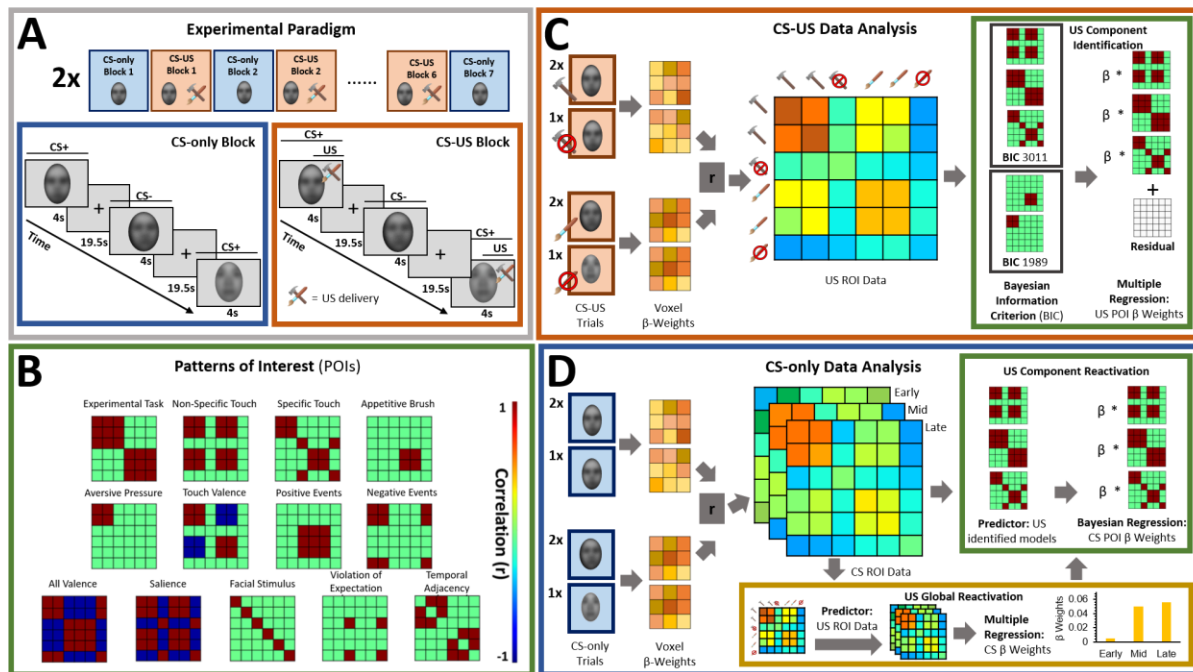 A
Experimental Paradigm
2x
CS-only
Block 1
CS-US
Block 1
CS-only
Block 2
CS-US
Block 2
......
CS-US
Block 6
CS-only
Block 7
CS-only Block
CS+
4s
+
19.5s
CS-
4s
+
19.5s
CS+
4s
Time
CS-US Block
CS+
US
4s
+
19.5s
CS-
4s
+
19.5s
CS+
US
4s
Time
= US delivery
B
Patterns of Interest (POIs)
Experimental Task
Non-Specific Touch
Specific Touch
Appetitive Brush
Aversive Pressure
Touch Valence
Positive Events
Negative Events
All Valence
Salience
Facial Stimulus
Violation of
Expectation
Temporal
Adjacency
1
Correlation (r)
-1
C
CS-US Data Analysis
2x
1x
2x
1x
CS-US
Trials
Voxel
β-Weights
r
US ROI Data
BIC 3011
BIC 1989
Bayesian
Information
Criterion (BIC)
US Component
Identification
β *
β *
β *
+
Residual
Multiple
Regression:
US POI β Weights
D
CS-only Data Analysis
2x
1x
2x
1x
CS-only
Trials
Voxel
β-Weights
r
Early
Mid
Late
CS ROI Data
US Component Reactivation
β *
β *
β *
Predictor: US
identified models
Bayesian Regression:
CS POI β Weights
US Global Reactivation
Predictor:
US ROI Data
Multiple
Regression:
CS β Weights
β Weights
0.06
0.04
0.02
0
Early
Mid
Late